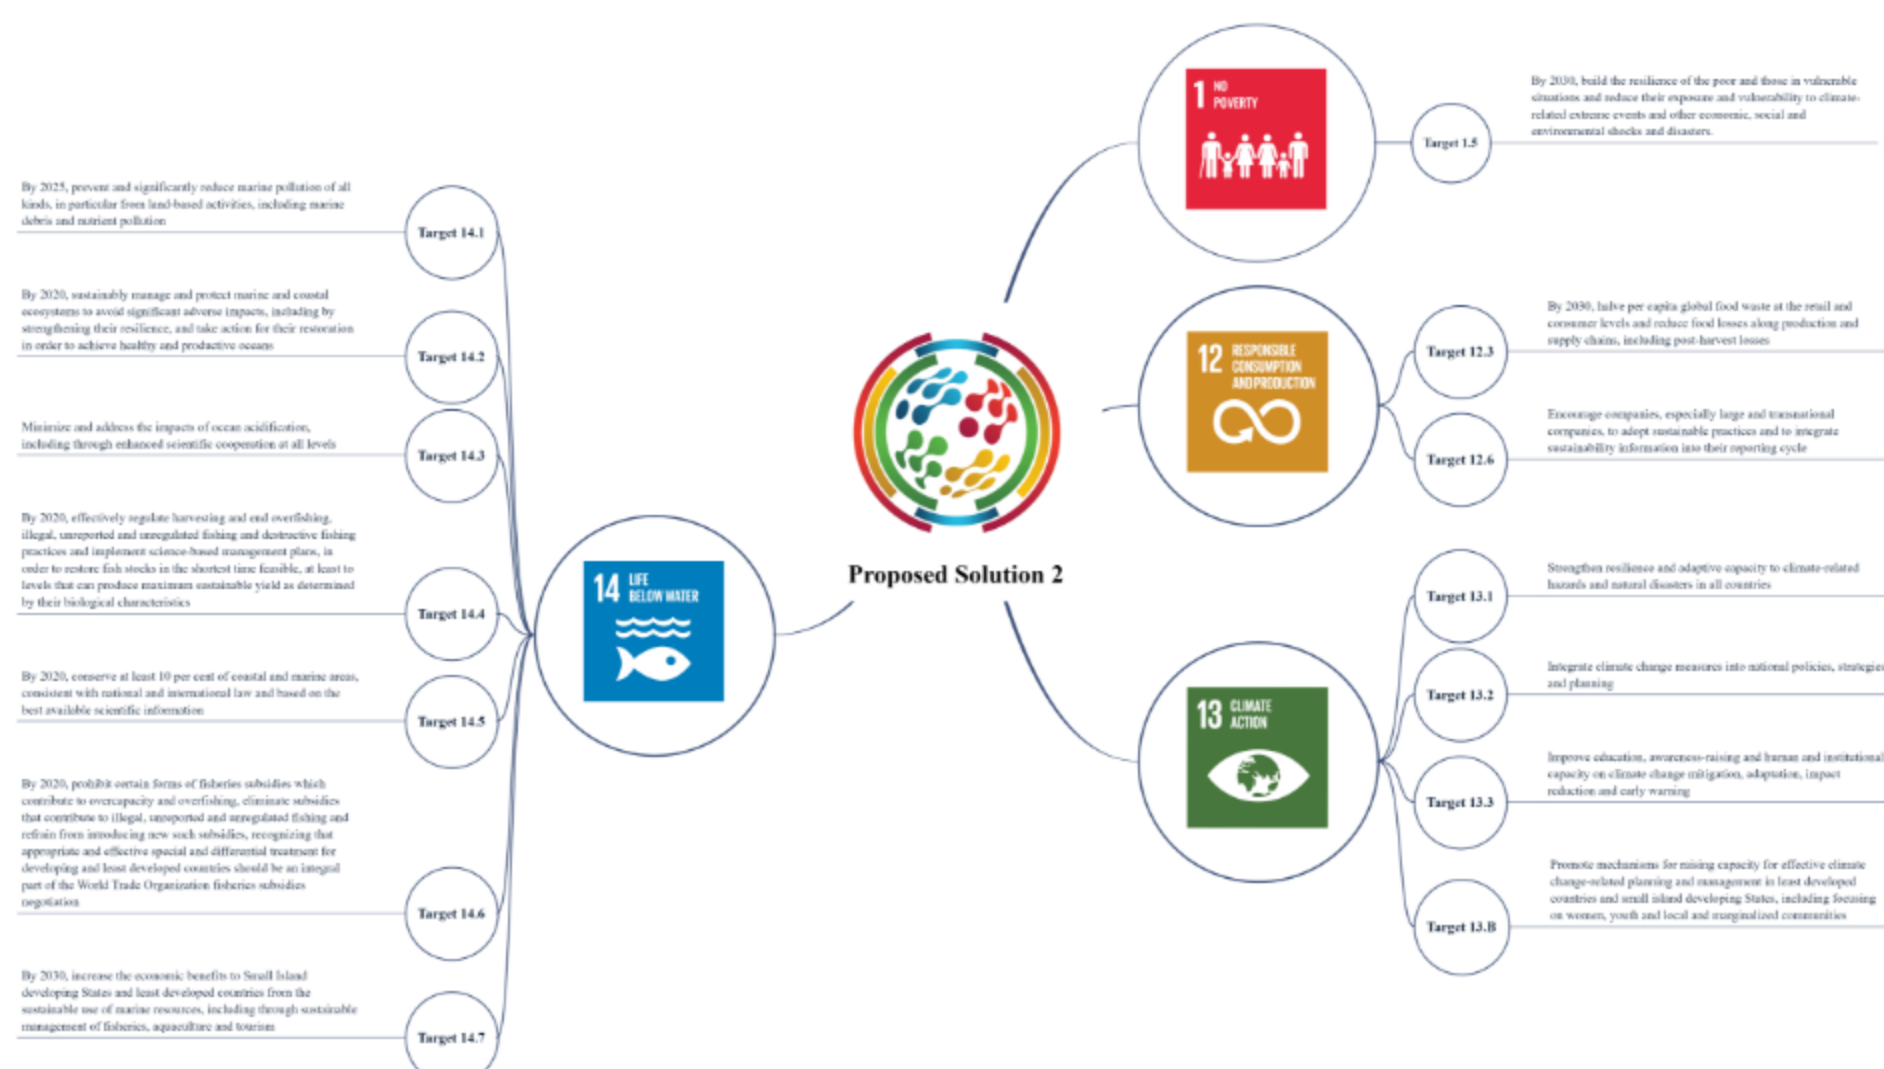 1 NO
POVERTY
Target 1.5
By 2030, build the resilience of the poor and those in vulnerable
situations and reduce their exposure and vulnerability to climate-
related extreme events and other economic, social and
environmental shocks and disasters.
12 RESPONSIBLE
CONSUMPTION
AND PRODUCTION
Target 12.3
By 2030, halve per capita global food waste at the retail and
consumer levels and reduce food losses along production and
supply chains, including post-harvest losses
Target 12.6
Encourage companies, especially large and transnational
companies, to adopt sustainable practices and to integrate
sustainability information into their reporting cycle
Proposed Solution 2
13 CLIMATE
ACTION
Target 13.1
Strengthen resilience and adaptive capacity to climate-related
hazards and natural disasters in all countries
Target 13.2
Integrate climate change measures into national policies, strategies
and planning
Target 13.3
Improve education, awareness-raising and human and institutional
capacity on climate change mitigation, adaptation, impact
reduction and early warning
Target 13.B
Promote mechanisms for raising capacity for effective climate
change-related planning and management in least developed
countries and small island developing States, including focusing
on women, youth and local and marginalized communities
14 LIFE
BELOW WATER
By 2025, prevent and significantly reduce marine pollution of all
kinds, in particular from land-based activities, including marine
debris and nutrient pollution
Target 14.1
By 2020, sustainably manage and protect marine and coastal
ecosystems to avoid significant adverse impacts, including by
strengthening their resilience, and take action for their restoration
in order to achieve healthy and productive oceans
Target 14.2
Minimize and address the impacts of ocean acidification,
including through enhanced scientific cooperation at all levels
Target 14.3
By 2020, effectively regulate harvesting and end overfishing,
illegal, unreported and unregulated fishing and destructive fishing
practices and implement science-based management plans, in
order to restore fish stocks in the shortest time feasible, at least to
levels that can produce maximum sustainable yield as determined
by their biological characteristics
Target 14.4
By 2020, conserve at least 10 per cent of coastal and marine areas,
consistent with national and international law and based on the
best available scientific information
Target 14.5
By 2020, prohibit certain forms of fisheries subsidies which
contribute to overcapacity and overfishing, eliminate subsidies
that contribute to illegal, unreported and unregulated fishing and
refrain from introducing new such subsidies, recognizing that
appropriate and effective special and differential treatment for
developing and least developed countries should be an integral
part of the World Trade Organization fisheries subsidies
negotiation
Target 14.6
By 2030, increase the economic benefits to Small Island
developing States and least developed countries from the
sustainable use of marine resources, including through sustainable
management of fisheries, aquaculture and tourism
Target 14.7